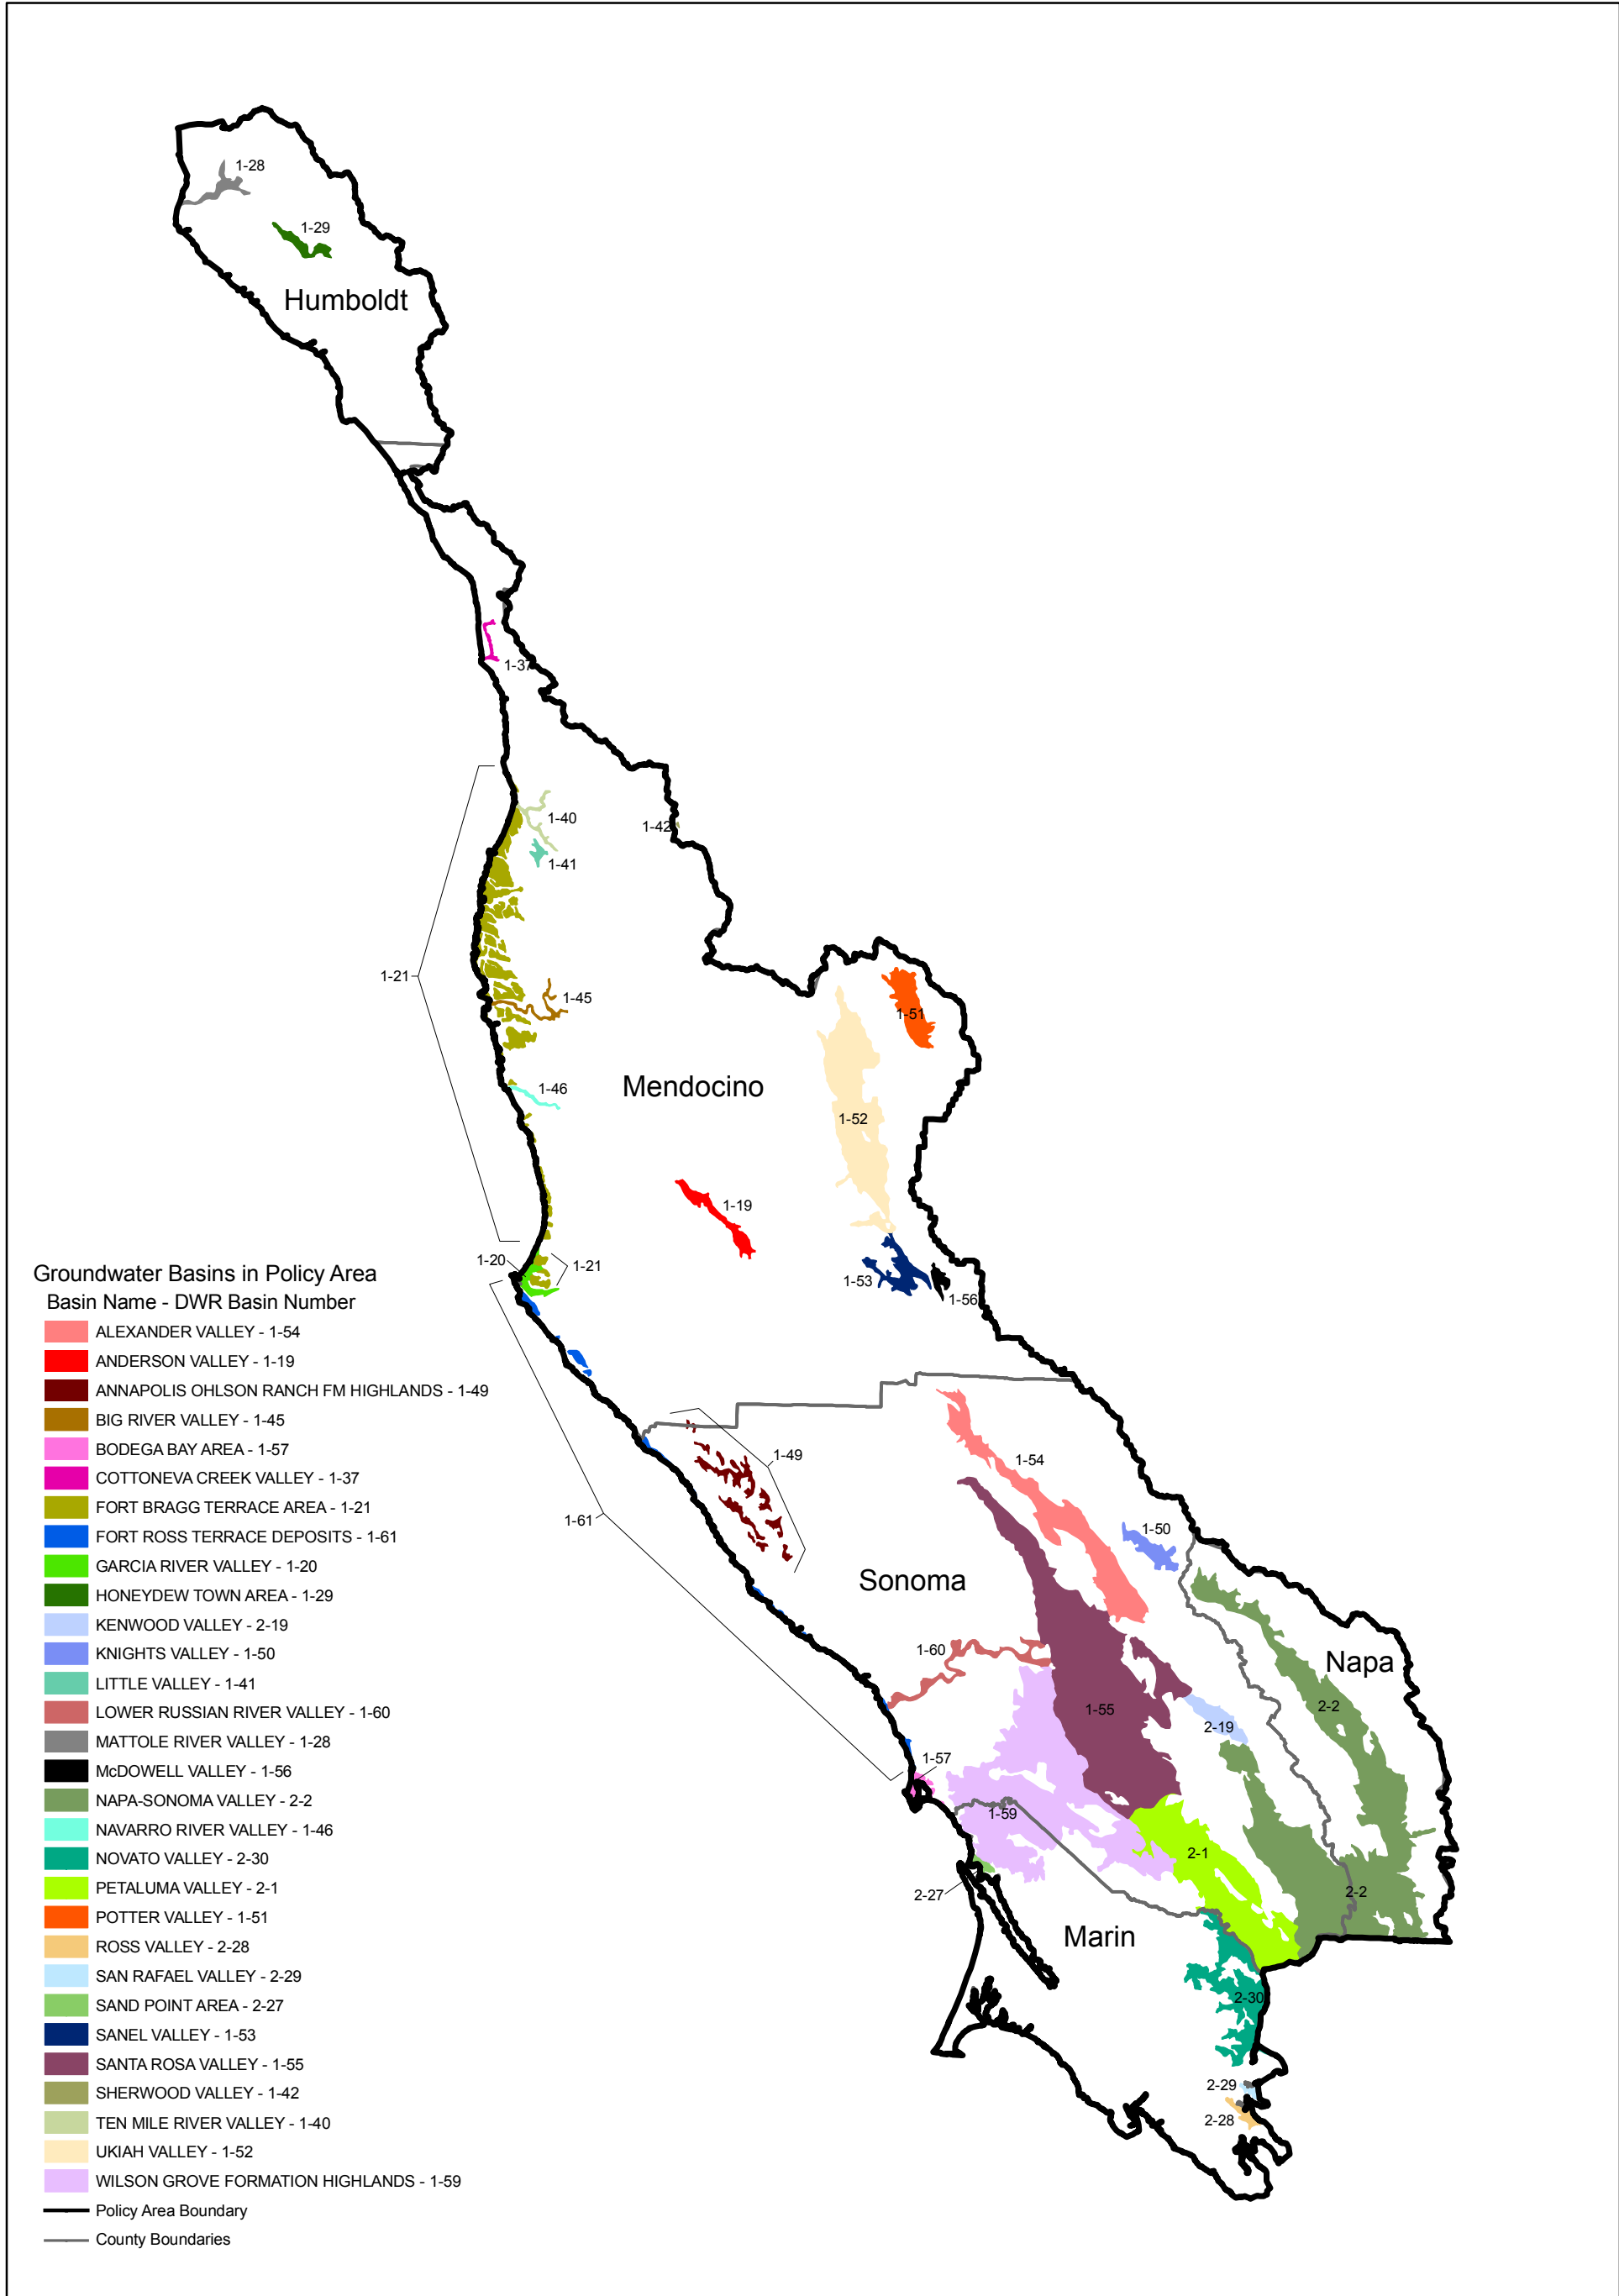 1-28
1-29
Humboldt
1-37
1-40
1-42
1-41
1-21
1-45
1-51
1-46
Mendocino
1-52
1-19
1-20
1-21
1-53
1-56
1-49
1-54
1-61
1-50
Sonoma
1-60
Napa
2-2
1-55
2-19
1-57
1-59
2-1
2-27
2-2
Marin
2-30
2-29
2-28
Groundwater Basins in Policy Area
Basin Name - DWR Basin Number
ALEXANDER VALLEY - 1-54
ANDERSON VALLEY - 1-19
ANNAPOLIS OHLSON RANCH FM HIGHLANDS - 1-49
BIG RIVER VALLEY - 1-45
BODEGA BAY AREA - 1-57
COTTONEVA CREEK VALLEY - 1-37
FORT BRAGG TERRACE AREA - 1-21
FORT ROSS TERRACE DEPOSITS - 1-61
GARCIA RIVER VALLEY - 1-20
HONEYDEW TOWN AREA - 1-29
KENWOOD VALLEY - 2-19
KNIGHTS VALLEY - 1-50
LITTLE VALLEY - 1-41
LOWER RUSSIAN RIVER VALLEY - 1-60
MATTOLE RIVER VALLEY - 1-28
McDOWELL VALLEY - 1-56
NAPA-SONOMA VALLEY - 2-2
NAVARRO RIVER VALLEY - 1-46
NOVATO VALLEY - 2-30
PETALUMA VALLEY - 2-1
POTTER VALLEY - 1-51
ROSS VALLEY - 2-28
SAN RAFAEL VALLEY - 2-29
SAND POINT AREA - 2-27
SANEL VALLEY - 1-53
SANTA ROSA VALLEY - 1-55
SHERWOOD VALLEY - 1-42
TEN MILE RIVER VALLEY - 1-40
UKIAH VALLEY - 1-52
WILSON GROVE FORMATION HIGHLANDS - 1-59
Policy Area Boundary
County Boundaries